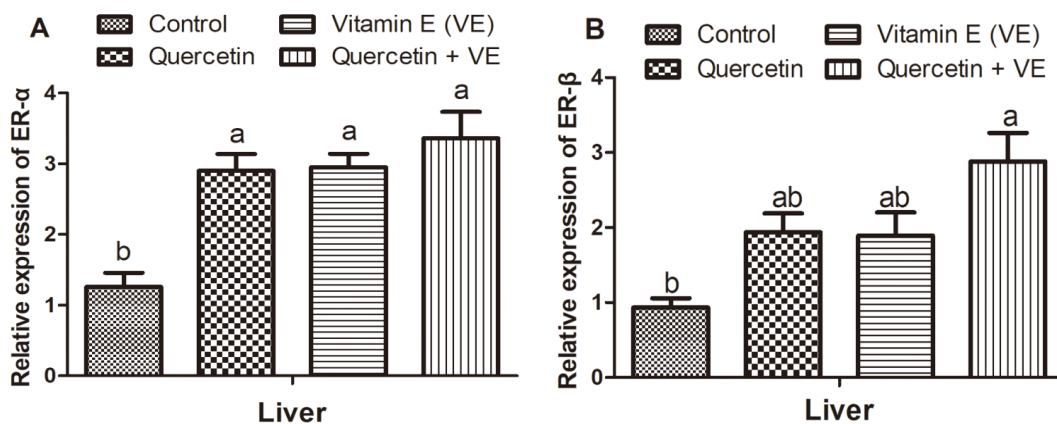 A
Control
Vitamin E (VE)
Quercetin
Quercetin + VE
Relative expression of ER-α
4
3
2
1
0
b
a
a
a
Liver
B
Control
Vitamin E (VE)
Quercetin
Quercetin + VE
Relative expression of ER-β
4
3
2
1
0
b
ab
ab
a
Liver